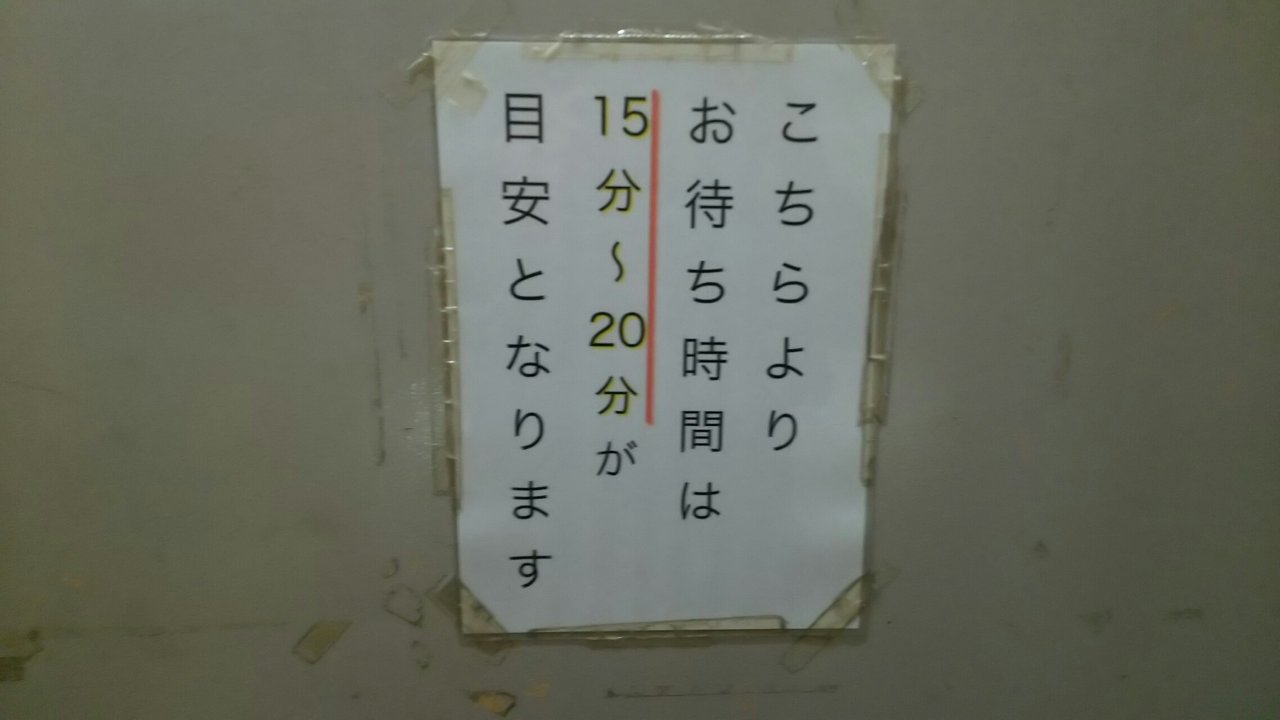 こちらより
お待ち時間は
15分〜20分が
目安となります